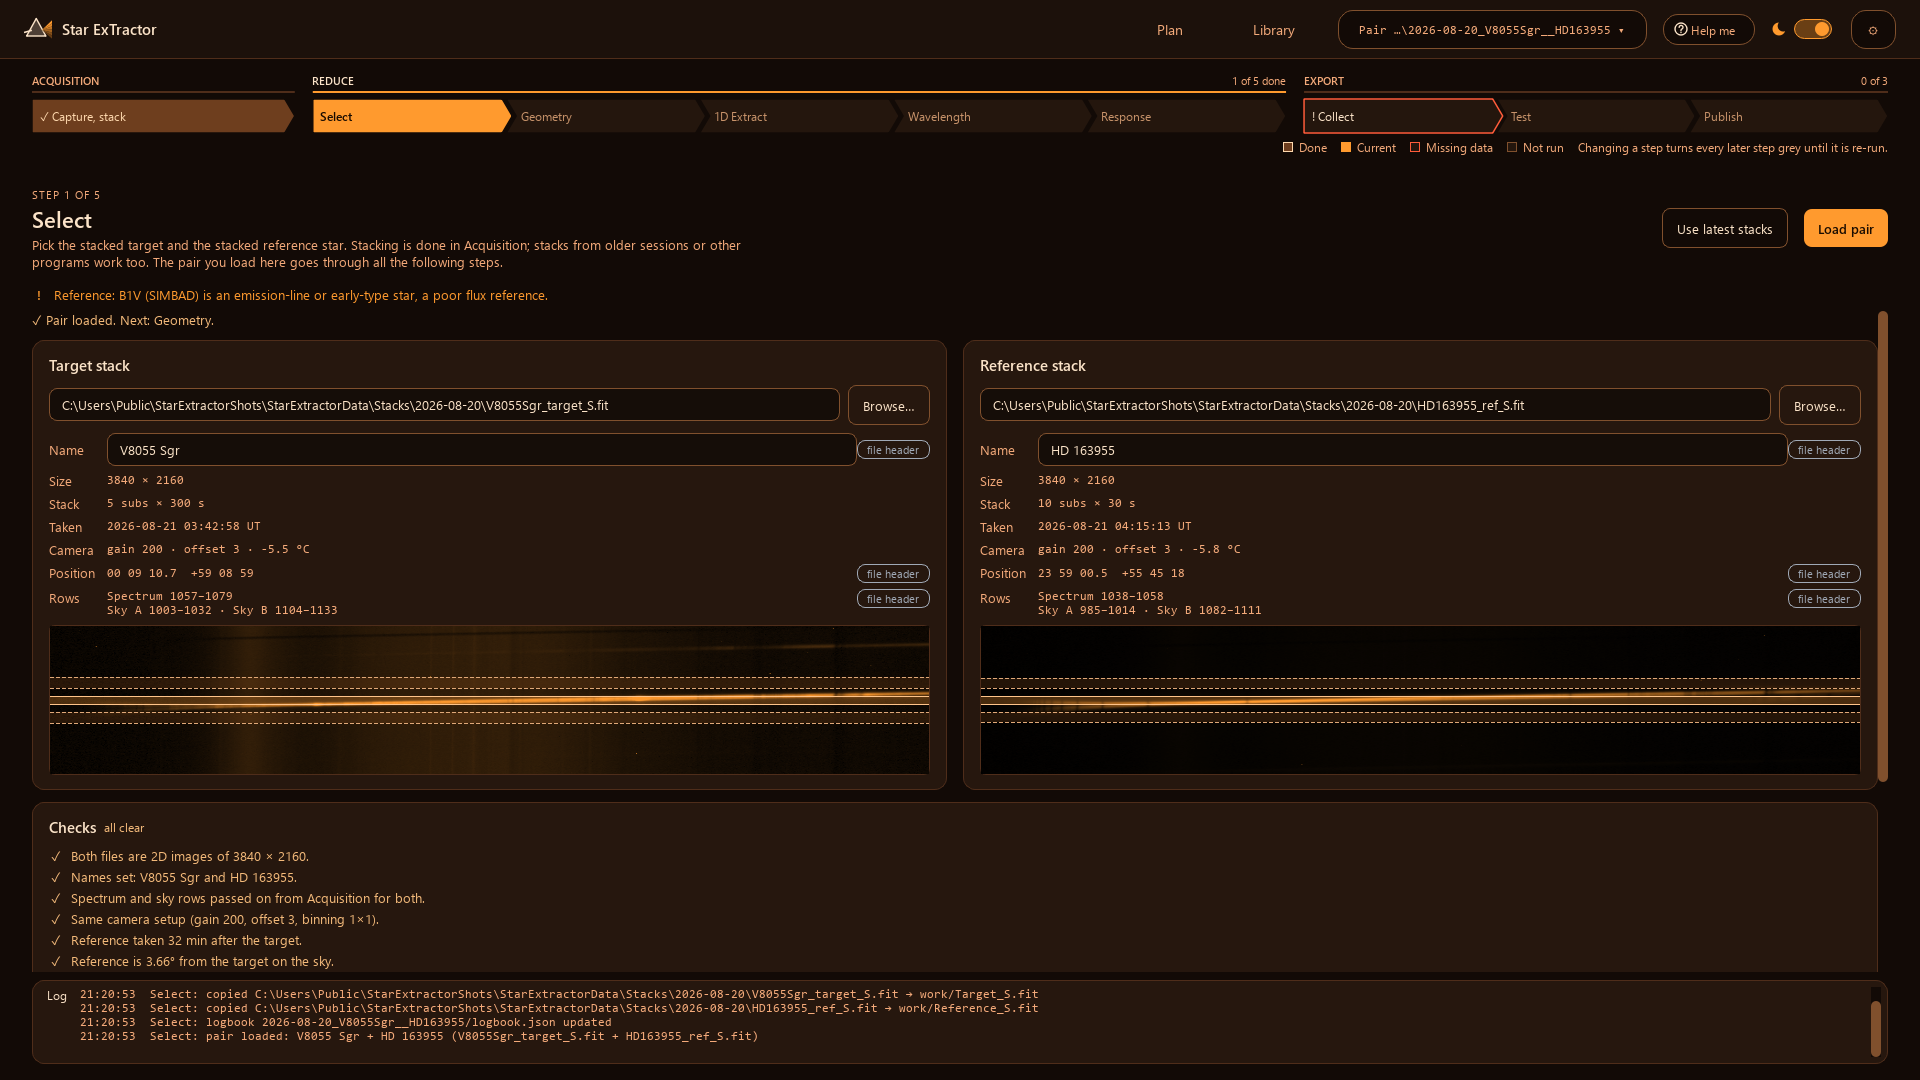 Star ExTractor
Plan
Library
Pair …\2026-08-20_V8055Sgr__HD163955 ▾
Help me
ACQUISITION
✓ Capture, stack
REDUCE
1 of 5 done
Select
Geometry
1D Extract
Wavelength
Response
EXPORT
0 of 3
! Collect
Test
Publish
Done
Current
Missing data
Not run
Changing a step turns every later step grey until it is re-run.
STEP 1 OF 5
Select
Pick the stacked target and the stacked reference star. Stacking is done in Acquisition; stacks from older sessions or other
programs work too. The pair you load here goes through all the following steps.
Use latest stacks
Load pair
! Reference: B1V (SIMBAD) is an emission-line or early-type star, a poor flux reference.
✓ Pair loaded. Next: Geometry.
Target stack
C:\Users\Public\StarExtractorShots\StarExtractorData\Stacks\2026-08-20\V8055Sgr_target_S.fit
Browse...
Name V8055 Sgr file header
Size 3840 × 2160
Stack 5 subs × 300 s
Taken 2026-08-21 03:42:58 UT
Camera gain 200 · offset 3 · -5.5 °C
Position 00 09 10.7 +59 08 59 file header
Rows Spectrum 1057–1079 file header
Sky A 1003–1032 · Sky B 1104–1133
Reference stack
C:\Users\Public\StarExtractorShots\StarExtractorData\Stacks\2026-08-20\HD163955_ref_S.fit
Browse...
Name HD 163955 file header
Size 3840 × 2160
Stack 10 subs × 30 s
Taken 2026-08-21 04:15:13 UT
Camera gain 200 · offset 3 · -5.8 °C
Position 23 59 00.5 +55 45 18 file header
Rows Spectrum 1038–1058 file header
Sky A 985–1014 · Sky B 1082–1111
Checks all clear
✓ Both files are 2D images of 3840 × 2160.
✓ Names set: V8055 Sgr and HD 163955.
✓ Spectrum and sky rows passed on from Acquisition for both.
✓ Same camera setup (gain 200, offset 3, binning 1×1).
✓ Reference taken 32 min after the target.
✓ Reference is 3.66° from the target on the sky.
Log
21:20:53 Select: copied C:\Users\Public\StarExtractorShots\StarExtractorData\Stacks\2026-08-20\V8055Sgr_target_S.fit → work/Target_S.fit
21:20:53 Select: copied C:\Users\Public\StarExtractorShots\StarExtractorData\Stacks\2026-08-20\HD163955_ref_S.fit → work/Reference_S.fit
21:20:53 Select: logbook 2026-08-20_V8055Sgr__HD163955/logbook.json updated
21:20:53 Select: pair loaded: V8055 Sgr + HD 163955 (V8055Sgr_target_S.fit + HD163955_ref_S.fit)